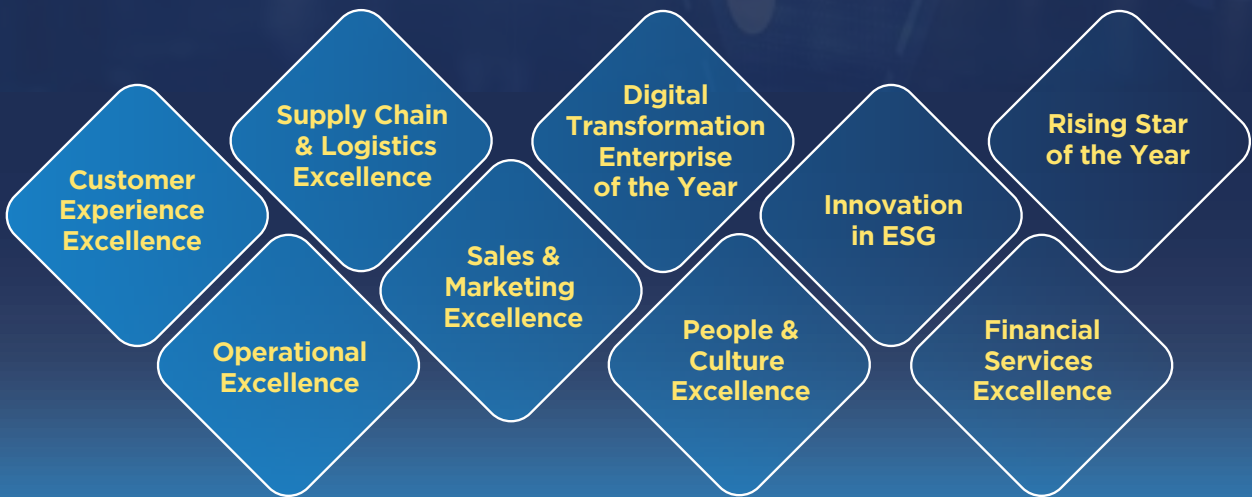 Customer
Experience
Excellence
Supply Chain
& Logistics
Excellence
Digital
Transformation
Enterprise
of the Year
Rising Star
of the Year
Innovation
in ESG
Sales &
Marketing
Excellence
Operational
Excellence
People &
Culture
Excellence
Financial
Services
Excellence